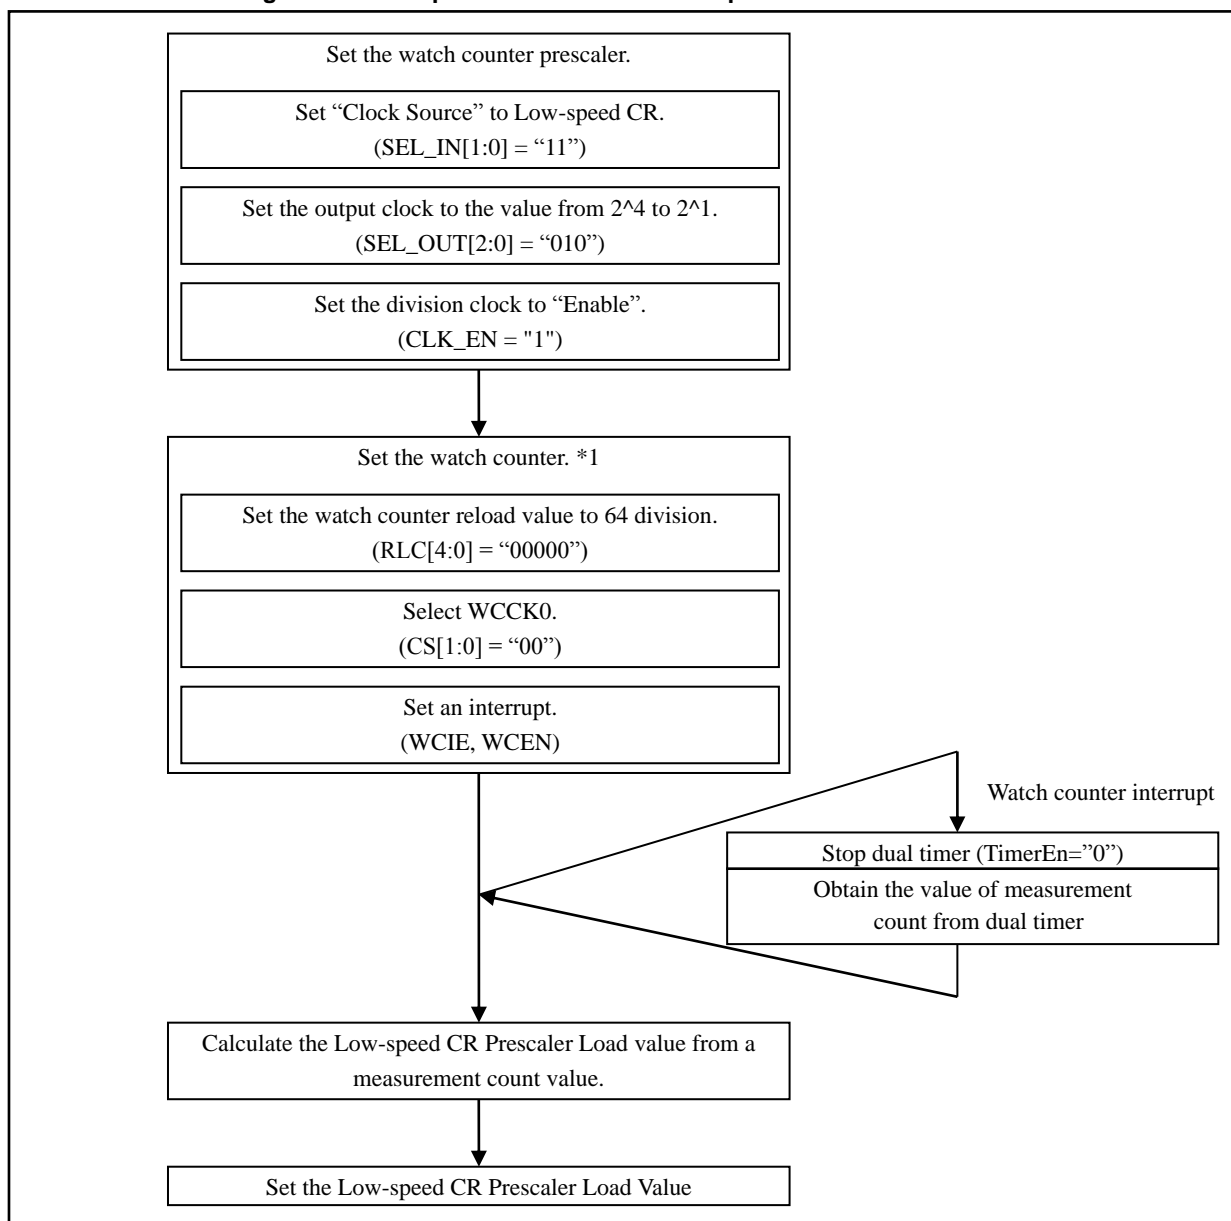 Set the watch counter prescaler.
Set “Clock Source” to Low-speed CR.
(SEL_IN[1:0] = “11”)
Set the output clock to the value from 2^4 to 2^1.
(SEL_OUT[2:0] = “010”)
Set the division clock to “Enable”.
(CLK_EN = "1")
Set the watch counter. *1
Set the watch counter reload value to 64 division.
(RLC[4:0] = “00000”)
Select WCCK0.
(CS[1:0] = “00”)
Set an interrupt.
(WCIE, WCEN)
Watch counter interrupt
Stop dual timer (TimerEn=”0”)
Obtain the value of measurement
count from dual timer
Calculate the Low-speed CR Prescaler Load value from a
measurement count value.
Set the Low-speed CR Prescaler Load Value